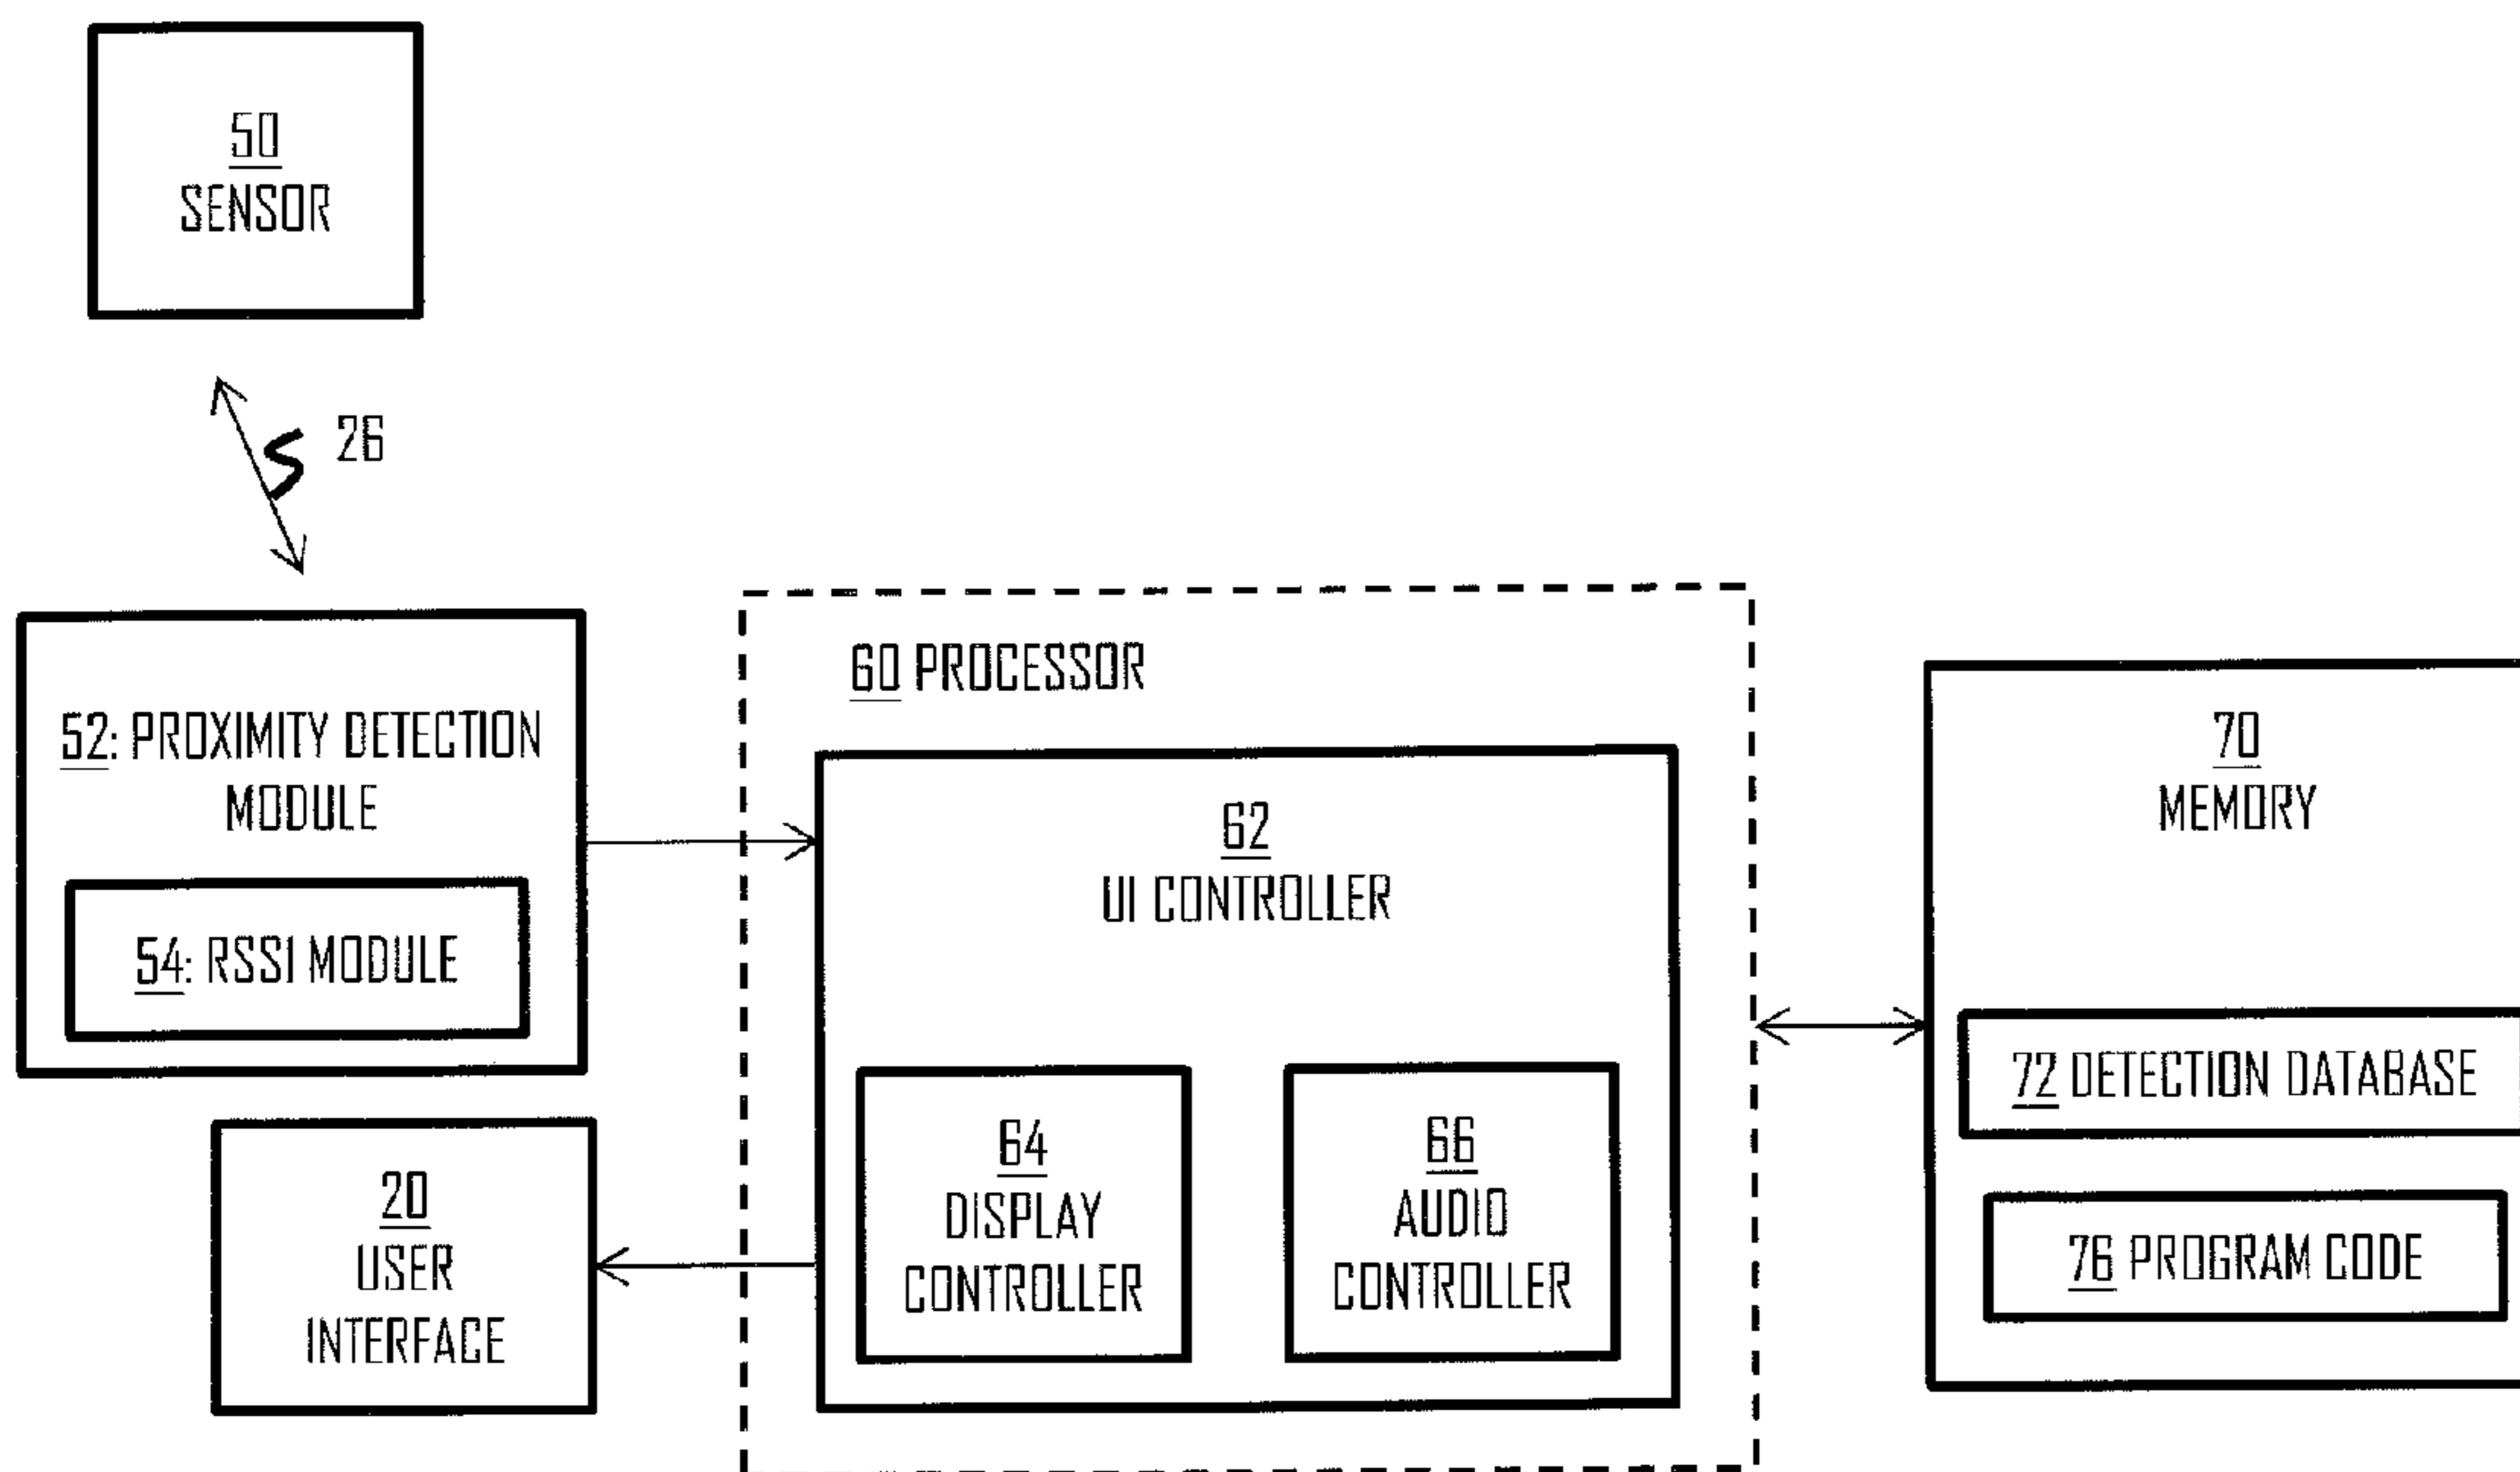 50
SENSOR
26
52: PROXIMITY DETECTION
MODULE
54: RSSI MODULE
20
USER
INTERFACE
60 PROCESSOR
62
UI CONTROLLER
64
DISPLAY
CONTROLLER
66
AUDIO
CONTROLLER
70
MEMORY
72 DETECTION DATABASE
76 PROGRAM CODE